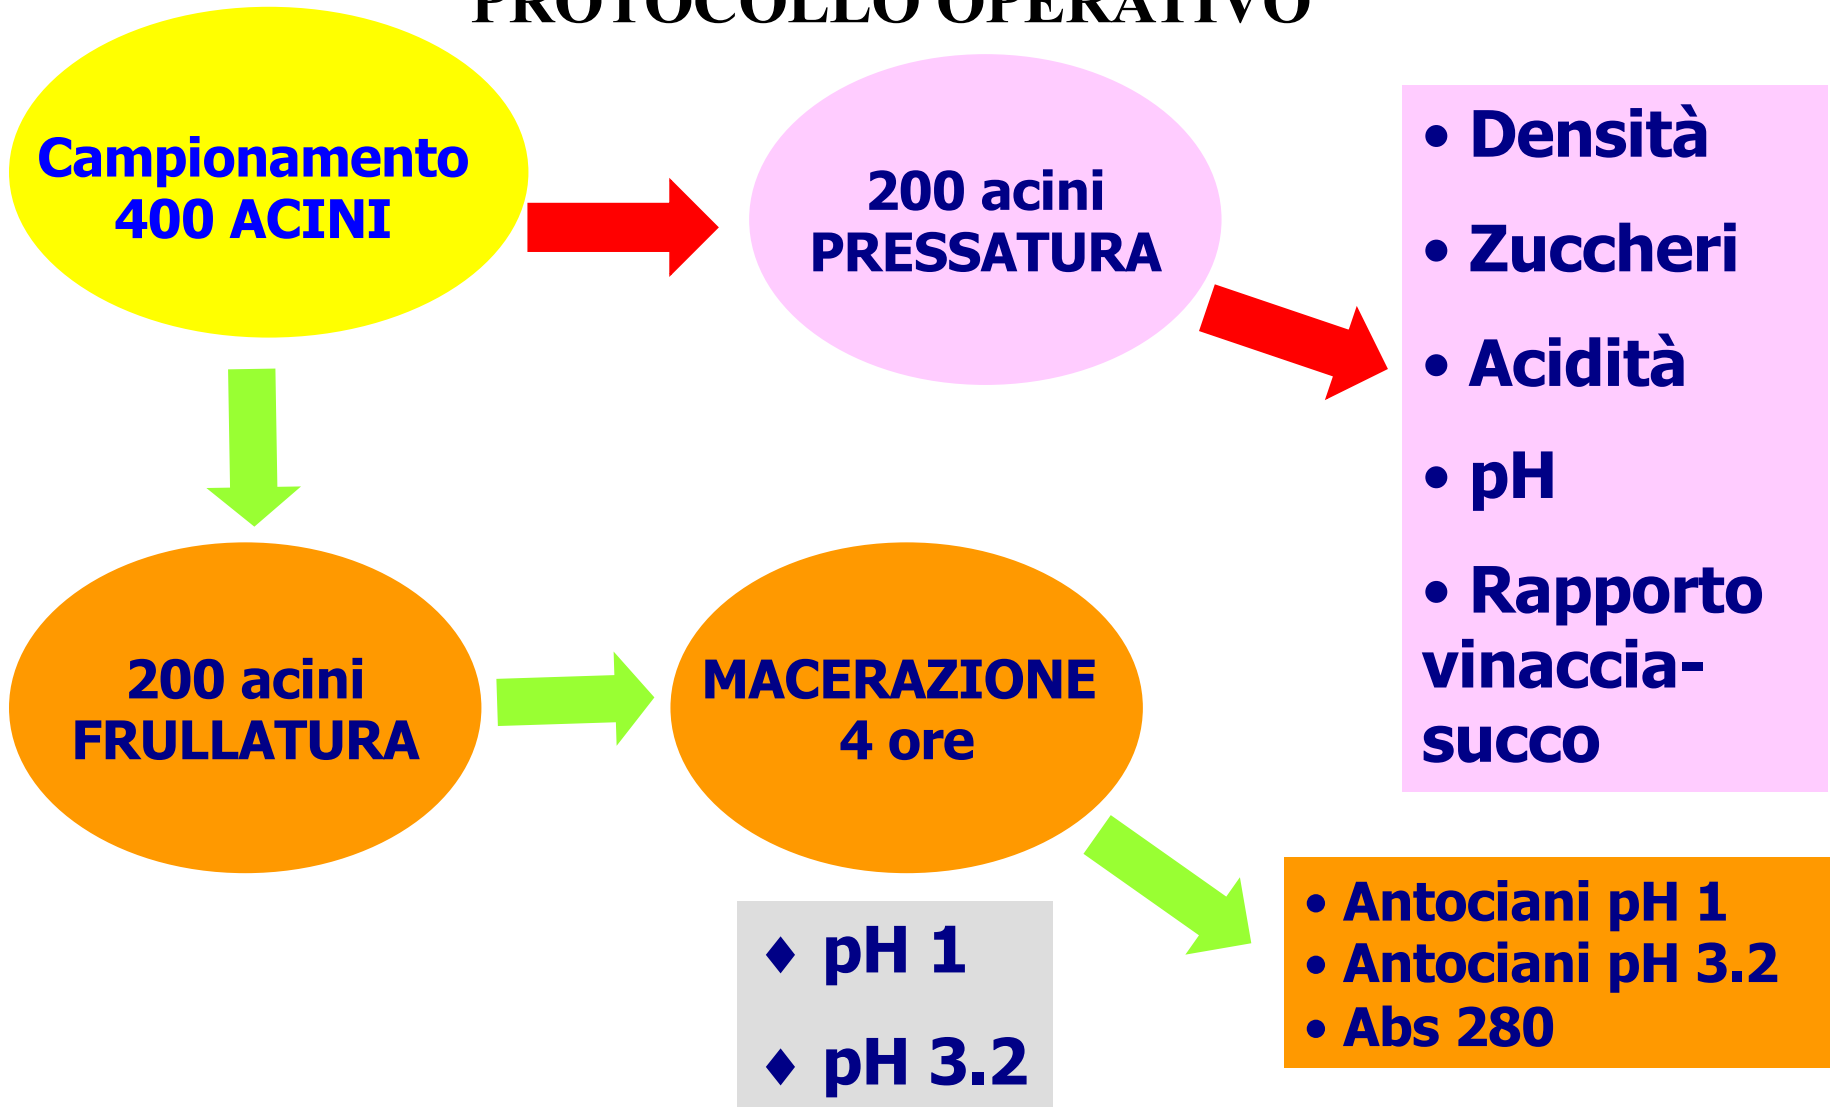 PROTOCOLLO OPERATIVO
Campionamento
400 ACINI
200 acini
PRESSATURA
• Densità
• Zuccheri
• Acidità
• pH
• Rapporto
vinaccia-
succo
200 acini
FRULLATURA
MACERAZIONE
4 ore
♦ pH 1
♦ pH 3.2
• Antociani pH 1
• Antociani pH 3.2
• Abs 280